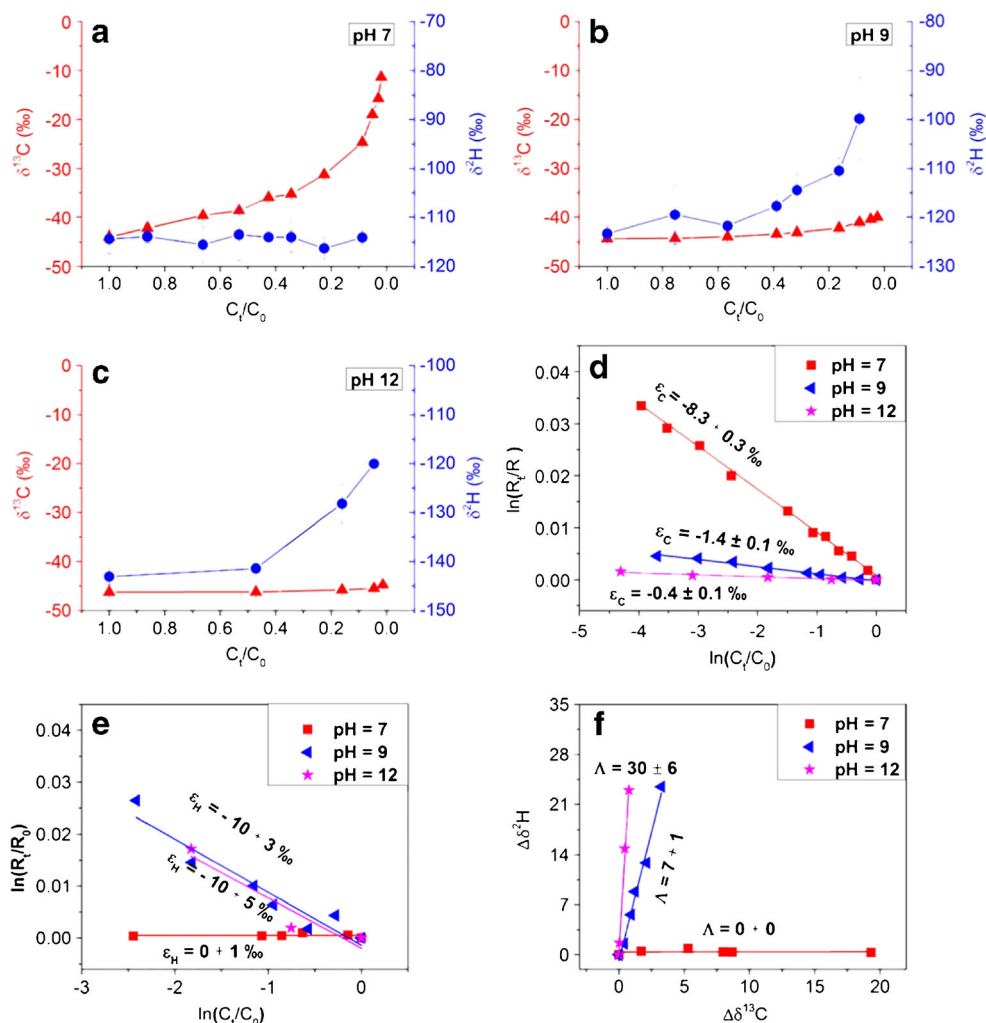 a
pH 7
δ¹³C (‰)
0
-10
-20
-30
-40
-50
δ²H (‰)
-70
-80
-90
-100
-110
-120
1.0 0.8 0.6 0.4 0.2 0.0
Cₜ/C₀
b
pH 9
δ¹³C (‰)
0
-10
-20
-30
-40
-50
δ²H (‰)
-80
-90
-100
-110
-120
-130
1.0 0.8 0.6 0.4 0.2 0.0
Cₜ/C₀
c
pH 12
δ¹³C (‰)
0
-10
-20
-30
-40
-50
δ²H (‰)
-100
-110
-120
-130
-140
-150
1.0 0.8 0.6 0.4 0.2 0.0
Cₜ/C₀
d
pH = 7
pH = 9
pH = 12
ln(Rₜ/R)
0.04
0.03
0.02
0.01
0.00
ε_C = -8.3 + 0.3 ‰
ε_C = -1.4 ± 0.1 ‰
ε_C = -0.4 ± 0.1 ‰
-5 -4 -3 -2 -1 0
ln(Cₜ/C₀)
e
pH = 7
pH = 9
pH = 12
ln(Rₜ/R₀)
0.04
0.03
0.02
0.01
0.00
ε_H = - 10 + 3 ‰
ε_H = - 10 + 5 ‰
ε_H = 0 + 1 ‰
-3 -2 -1 0
ln(Cₜ/C₀)
f
pH = 7
pH = 9
pH = 12
Δδ²H
35
28
21
14
7
0
Λ = 30 ± 6
Λ = 7 + 1
Λ = 0 + 0
0 5 10 15 20
Δδ¹³C